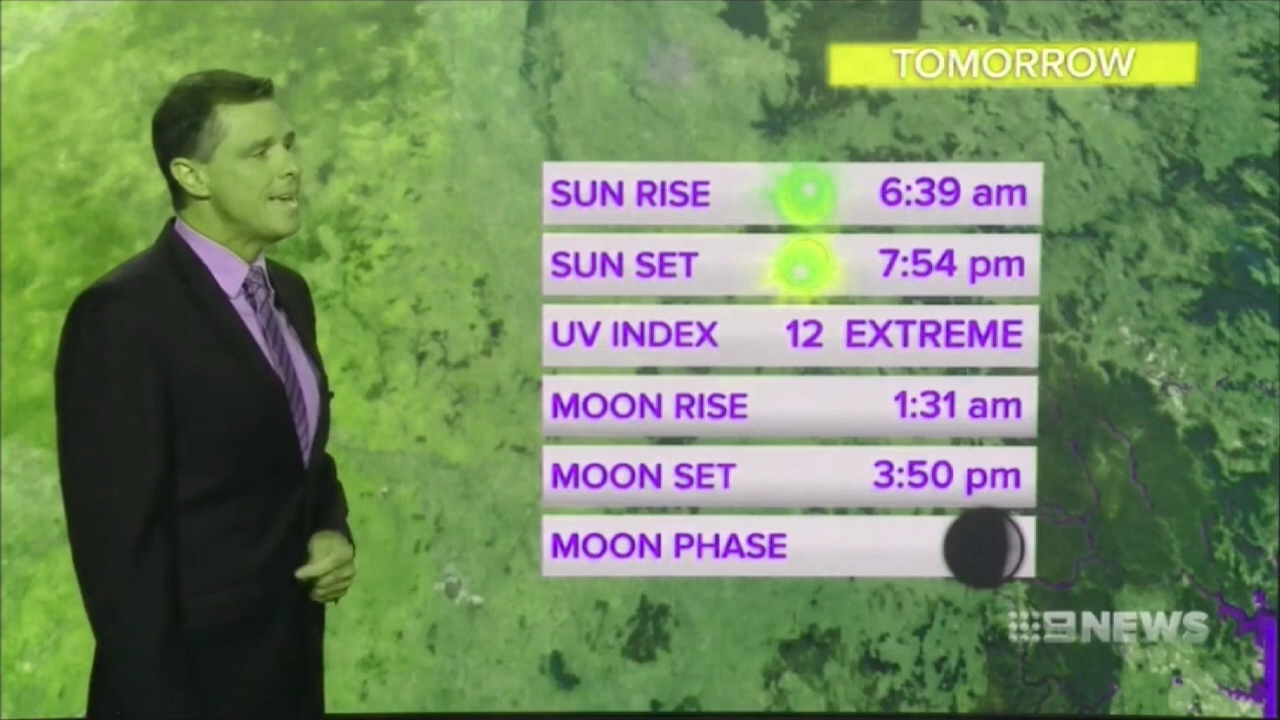 TOMORROW
SUN RISE 6:39 am
SUN SET 7:54 pm
UV INDEX 12 EXTREME
MOON RISE 1:31 am
MOON SET 3:50 pm
MOON PHASE
9NEWS